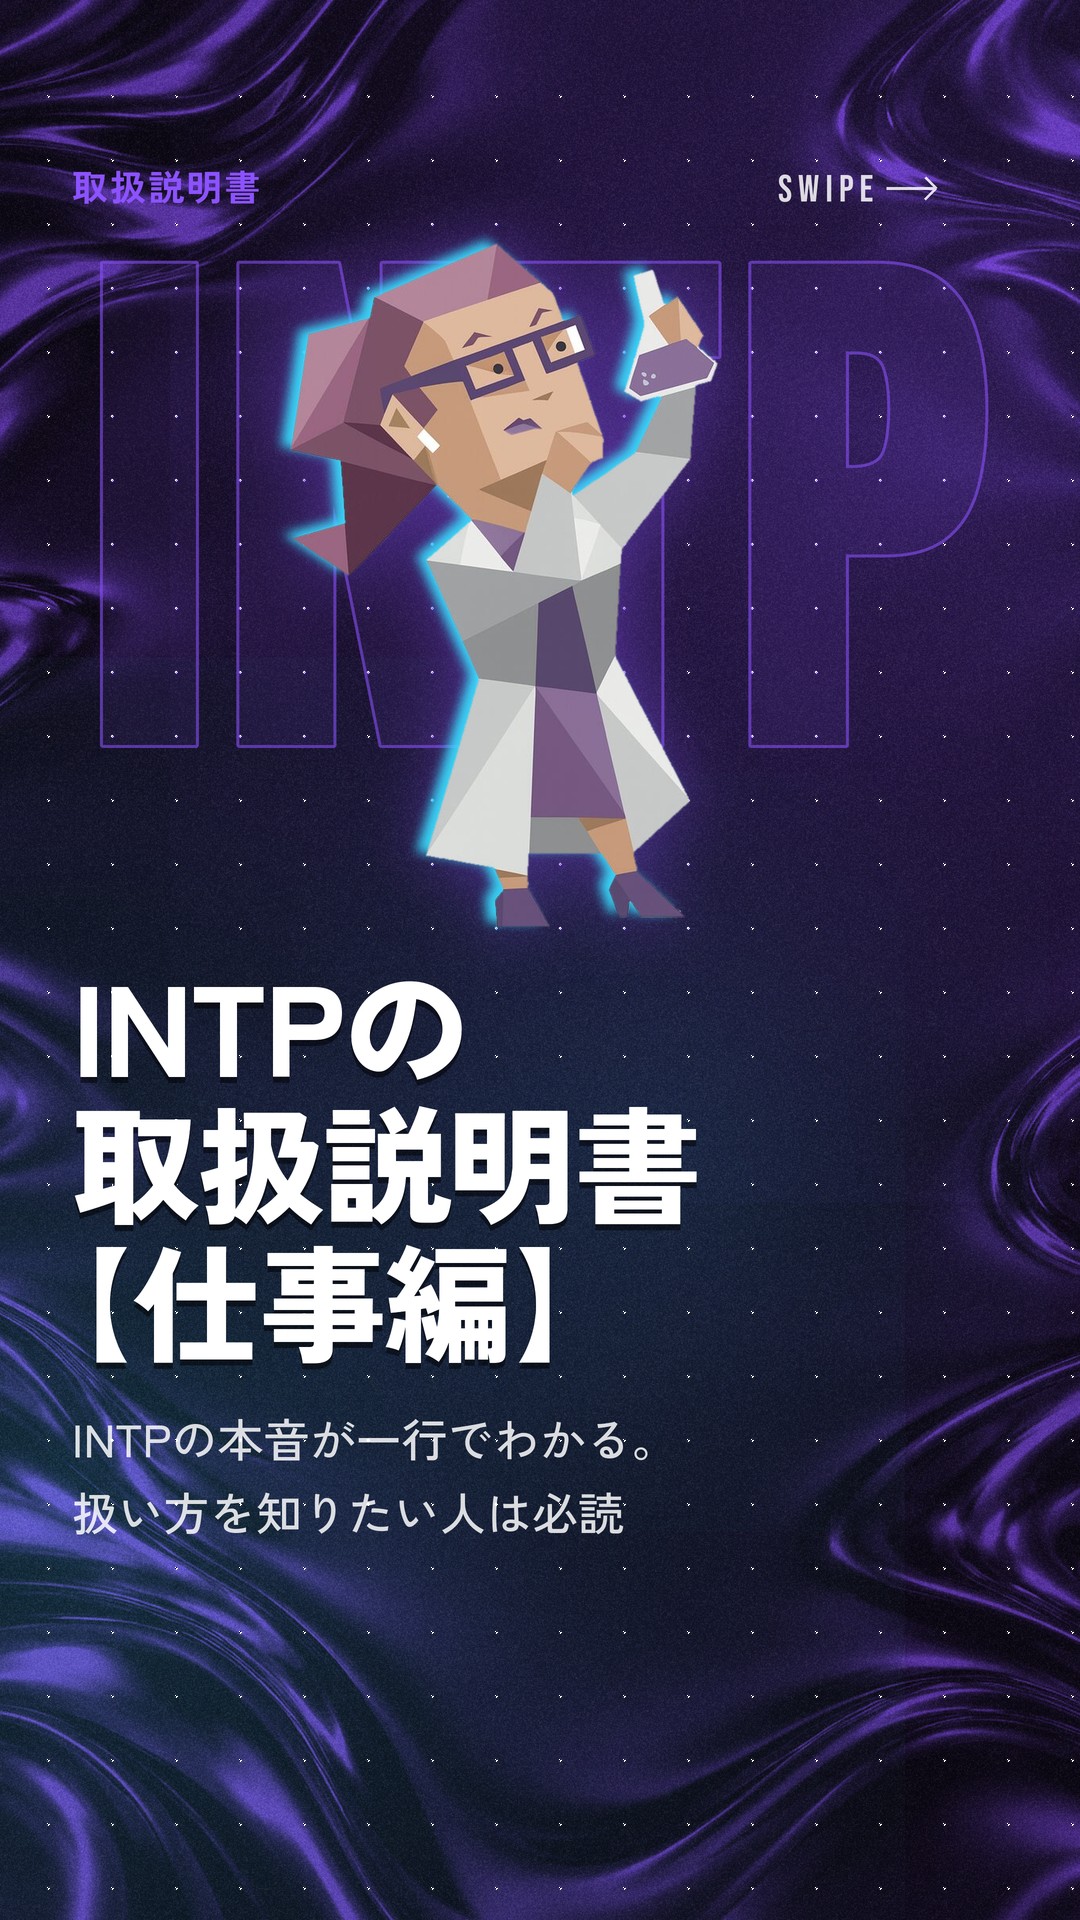 取扱説明書
SWIPE
INTP
INTPの
取扱説明書
【仕事編】
INTPの本音が一行でわかる。
扱い方を知りたい人は必読